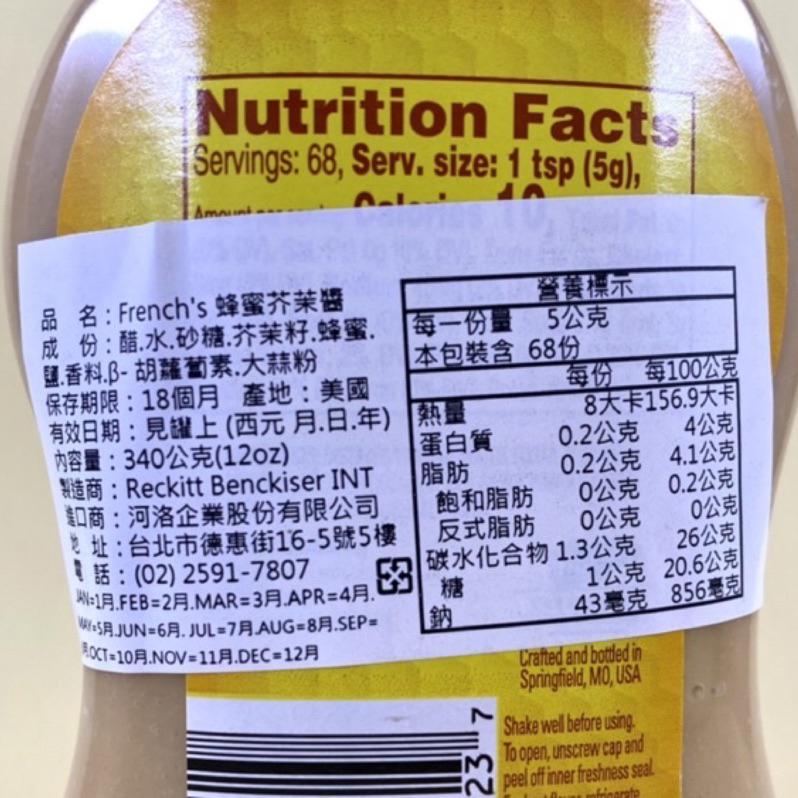 Nutrition Facts
Servings: 68, Serv. size: 1 tsp (5g),
Amount per serving: Calories 10,
品 名:French's 蜂蜜芥茉醬
成 份:醋.水.砂糖.芥茉籽.蜂蜜.
鹽.香料.β- 胡蘿蔔素.大蒜粉
保存期限:18個月 產地:美國
有效日期:見罐上 (西元 月.日.年)
內容量:340公克(12oz)
製造商:Reckitt Benckiser INT
進口商:河洛企業股份有限公司
地 址:台北市德惠街16-5號5樓
電 話:(02) 2591-7807
JAN=1月.FEB=2月.MAR=3月.APR=4月.
MAY=5月.JUN=6月. JUL=7月.AUG=8月.SEP=
月.OCT=10月.NOV=11月.DEC=12月
營養標示
每一份量 5公克
本包裝含 68份
每份 每100公克
熱量 8大卡 156.9大卡
蛋白質 0.2公克 4公克
脂肪 0.2公克 4.1公克
飽和脂肪 0公克 0.2公克
反式脂肪 0公克 0公克
碳水化合物 1.3公克 26公克
糖 1公克 20.6公克
鈉 43毫克 856毫克
Crafted and bottled in
Springfield, MO, USA
23 7
Shake well before using.
To open, unscrew cap and
peel off inner freshness seal.